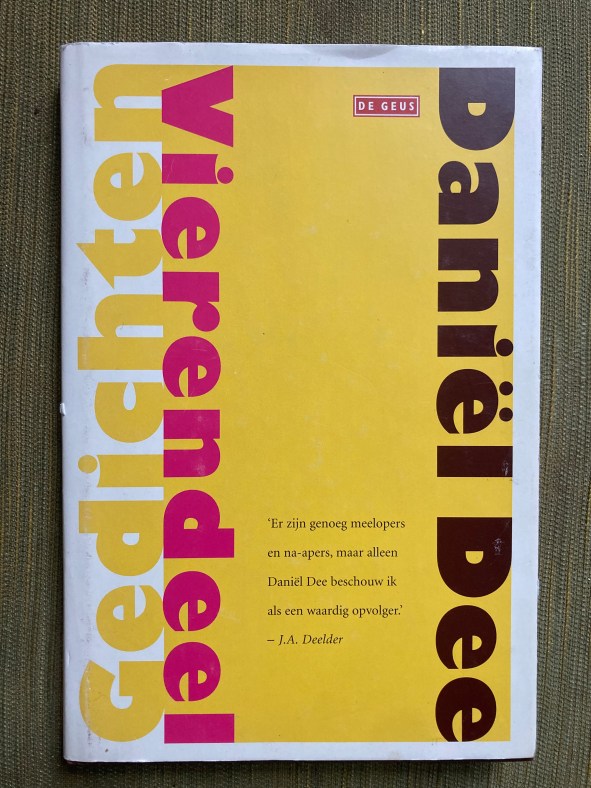 Gedichten
Vierendeel
DE GEUS
Daniël Dee
‘Er zijn genoeg meelopers
en na-apers, maar alleen
Daniël Dee beschouw ik
als een waardig opvolger.’
– J.A. Deelder